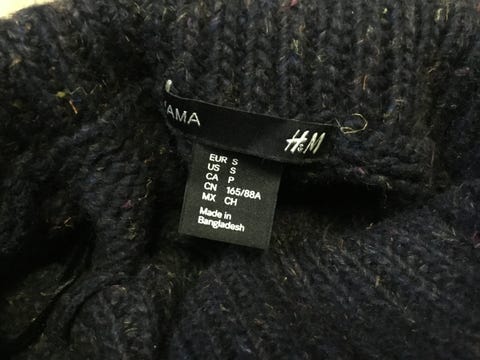 MAMA
H&M
EUR S
US S
CA P
CN 165/88A
MX CH
Made in
Bangladesh